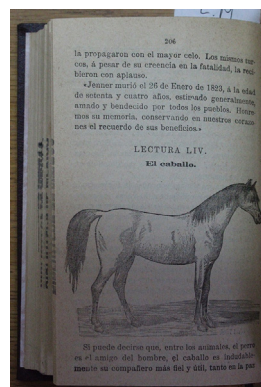 206
la propagaron con el mayor celo. Los mismos tur-
cos, á pesar de su creencia en la fatalidad, la reci-
bieron con aplauso.
«Jenner murió el 26 de Enero de 1823, á la edad
de setenta y cuatro años, estimado generalmente,
amado y bendecido por todos los pueblos. Honre-
mos su memoria, conservando en nuestros corazo-
nes el recuerdo de sus beneficios.»
LECTURA LIV.
El caballo.
Si puede decirse que, entre los animales, el perro
es el amigo del hombre, el caballo es indudable-
mente su compañero más fiel y útil, tanto en la paz